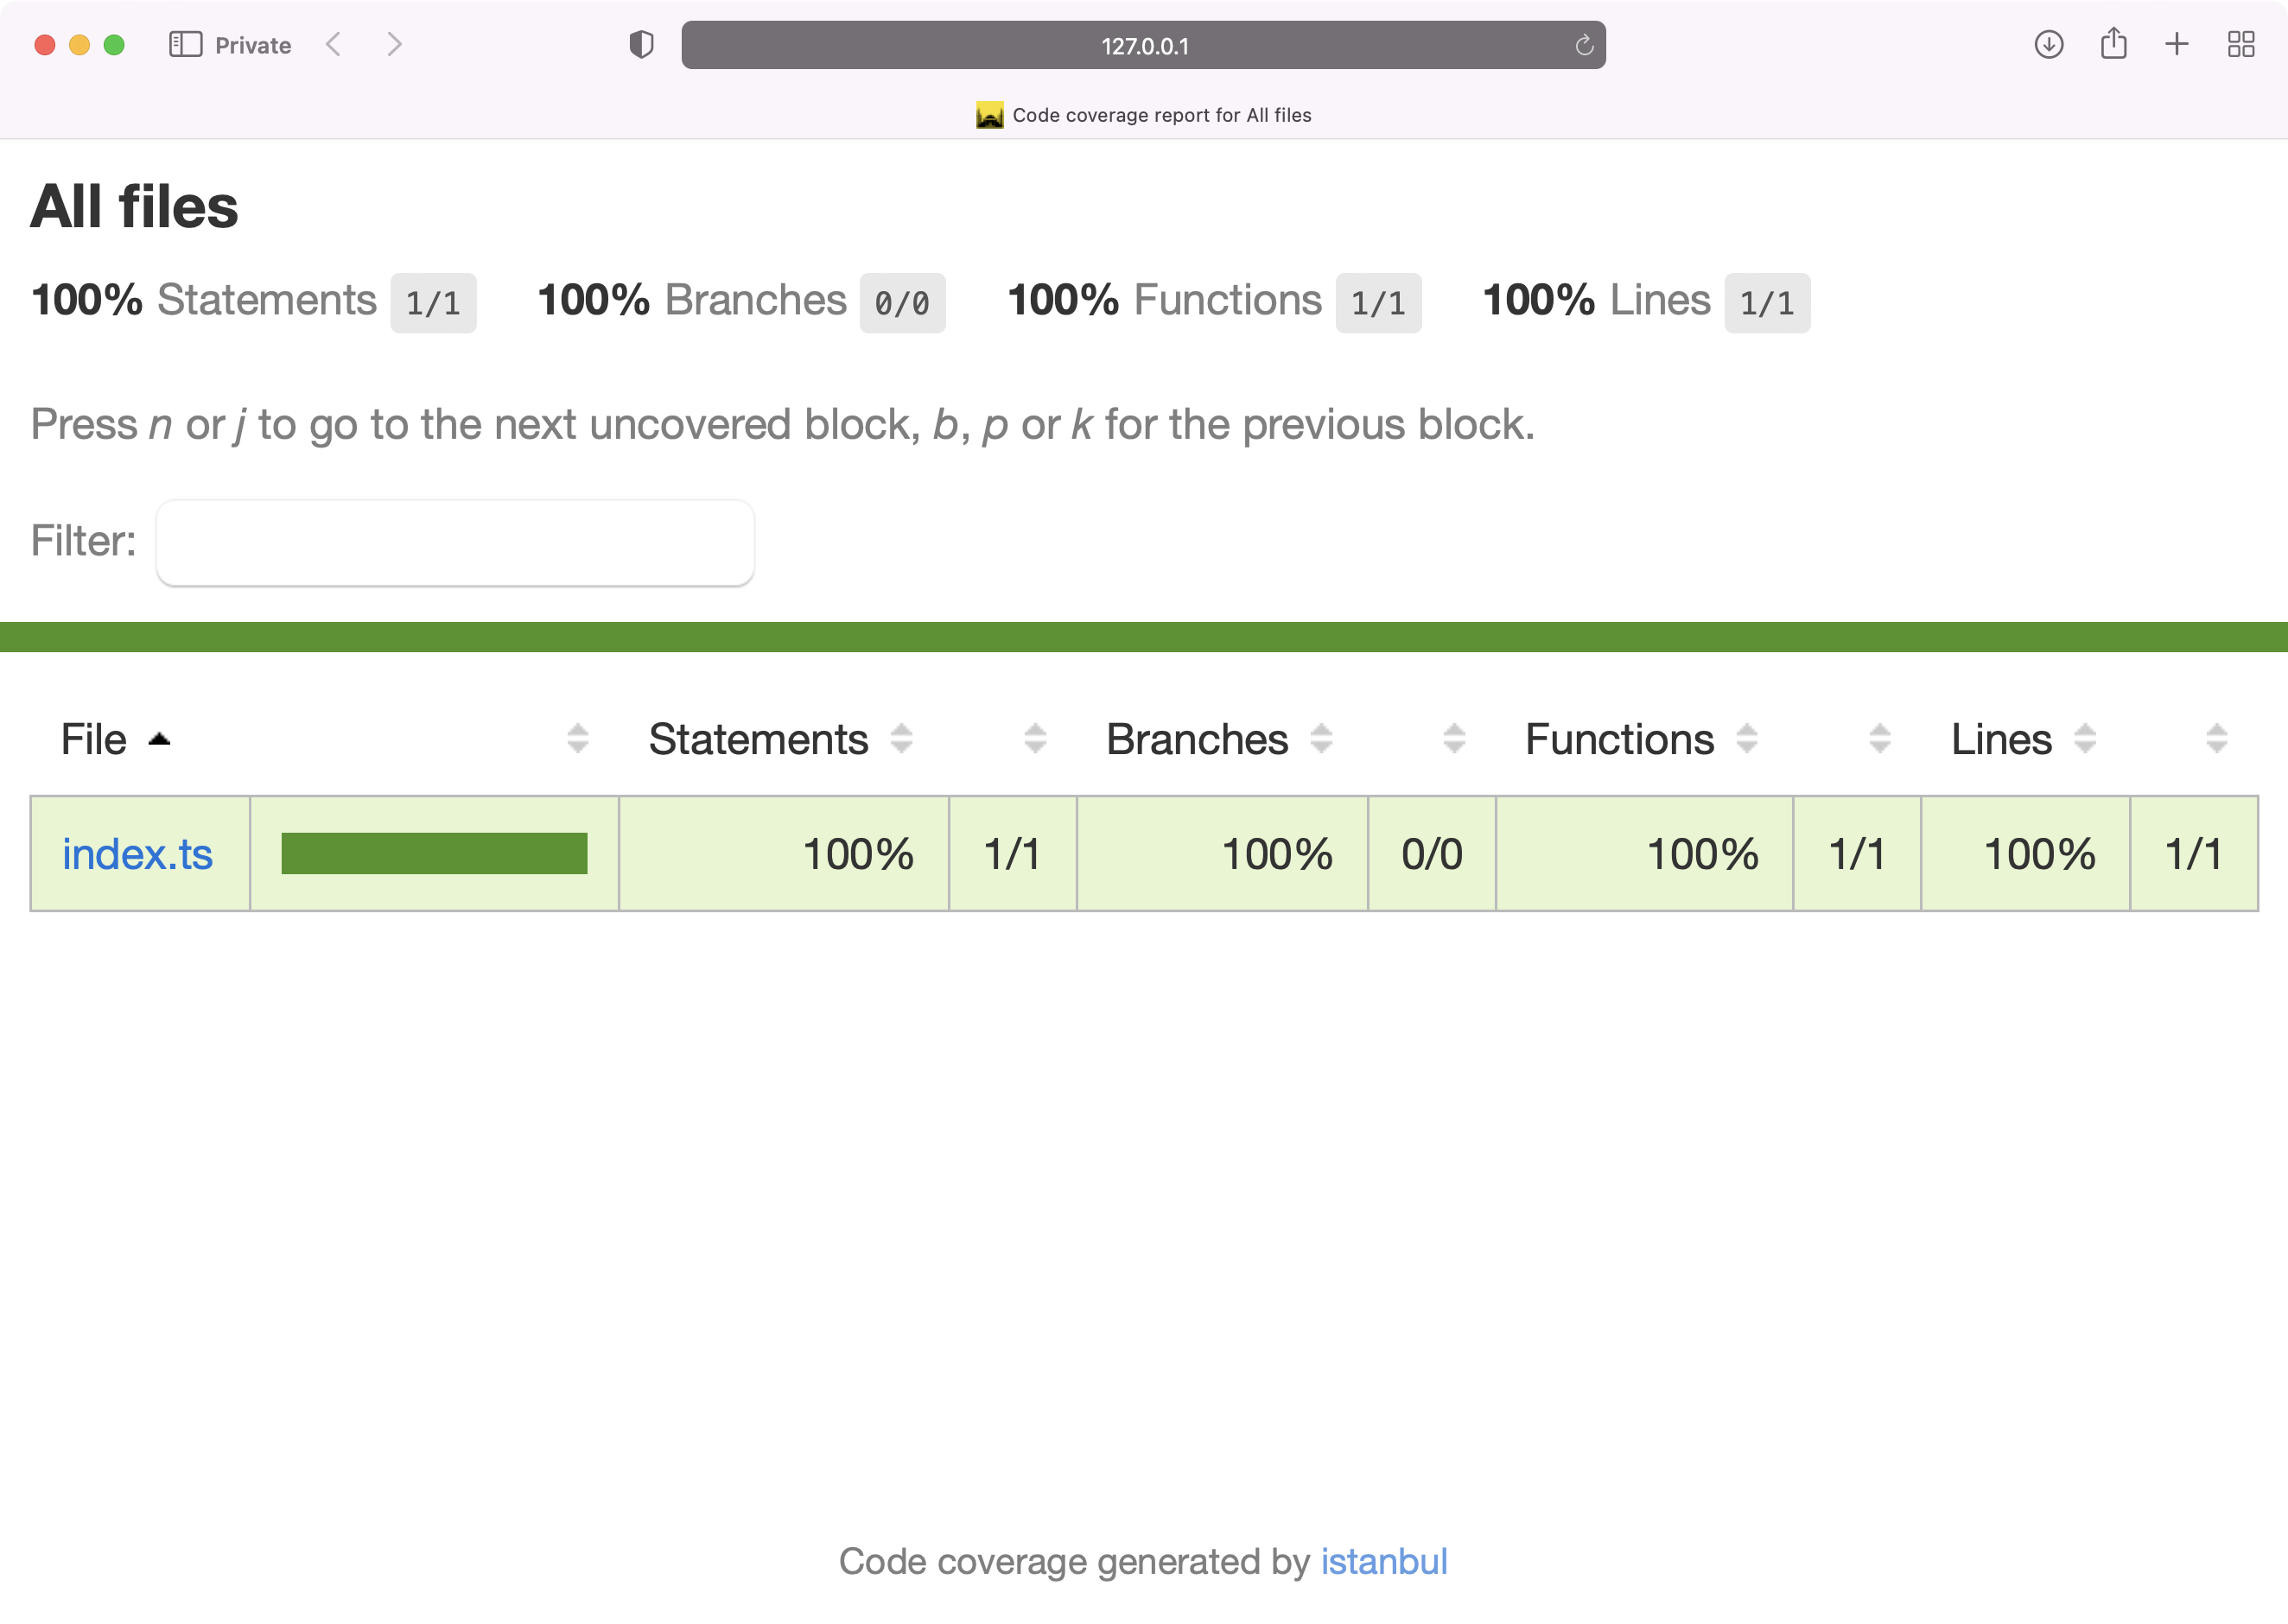 Private
127.0.0.1
Code coverage report for All files
All files
100% Statements 1/1 100% Branches 0/0 100% Functions 1/1 100% Lines 1/1
Press n or j to go to the next uncovered block, b, p or k for the previous block.
Filter:
File Statements Branches Functions Lines
index.ts 100% 1/1 100% 0/0 100% 1/1 100% 1/1
Code coverage generated by istanbul